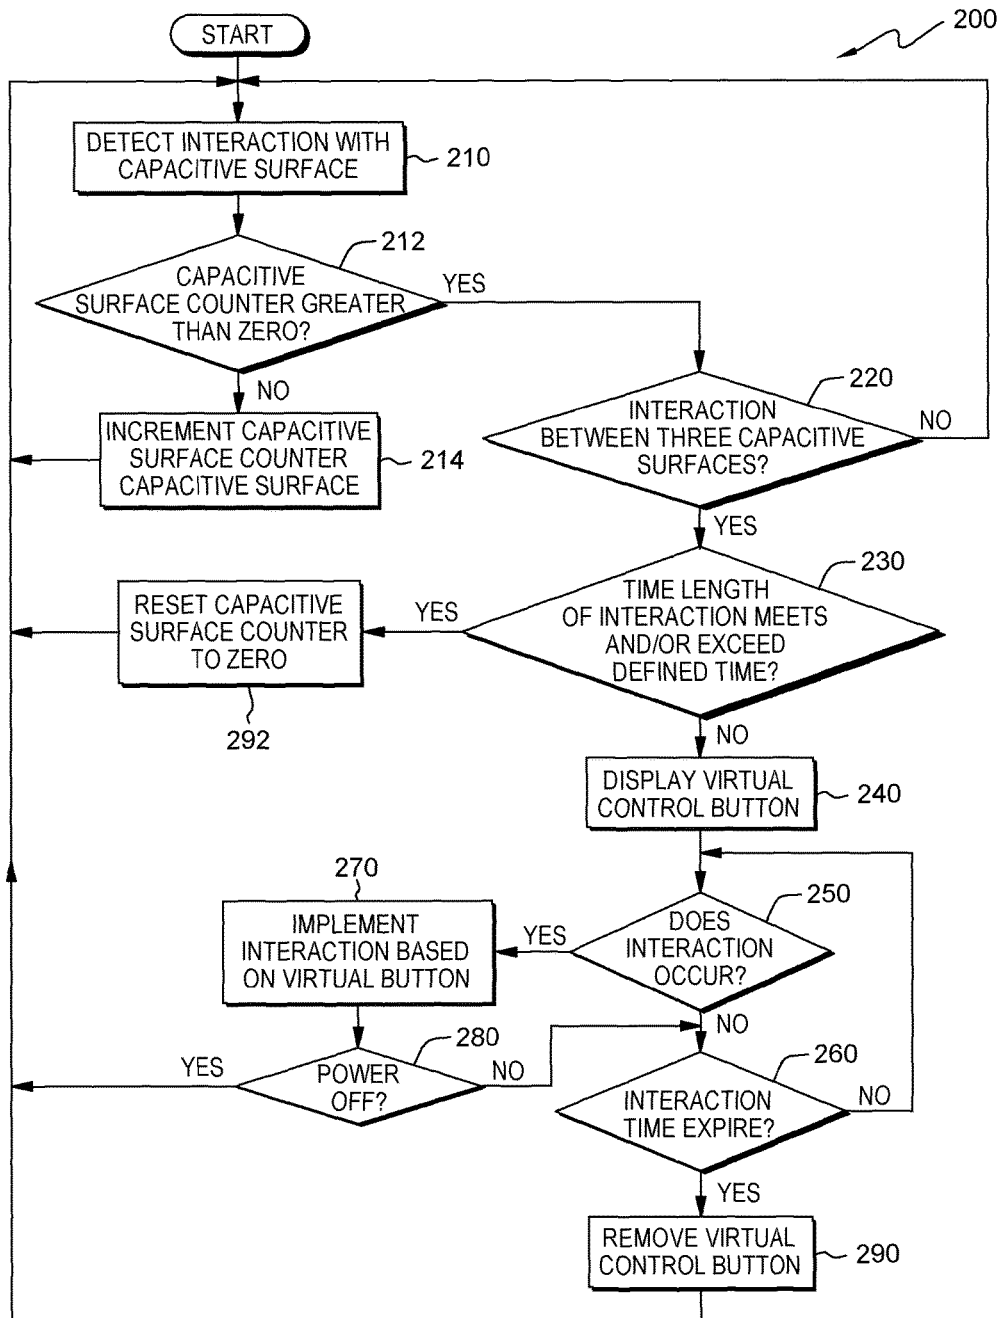 START
200
DETECT INTERACTION WITH
CAPACITIVE SURFACE
210
212
CAPACITIVE
SURFACE COUNTER GREATER
THAN ZERO?
YES
NO
220
INTERACTION
BETWEEN THREE CAPACITIVE
SURFACES?
NO
INCREMENT CAPACITIVE
SURFACE COUNTER
CAPACITIVE SURFACE
214
YES
230
TIME LENGTH
OF INTERACTION MEETS
AND/OR EXCEED
DEFINED TIME?
YES
RESET CAPACITIVE
SURFACE COUNTER
TO ZERO
292
NO
DISPLAY VIRTUAL
CONTROL BUTTON
240
250
DOES
INTERACTION
OCCUR?
YES
270
IMPLEMENT
INTERACTION BASED
ON VIRTUAL BUTTON
NO
280
POWER
OFF?
YES
NO
260
INTERACTION
TIME EXPIRE?
NO
YES
REMOVE VIRTUAL
CONTROL BUTTON
290